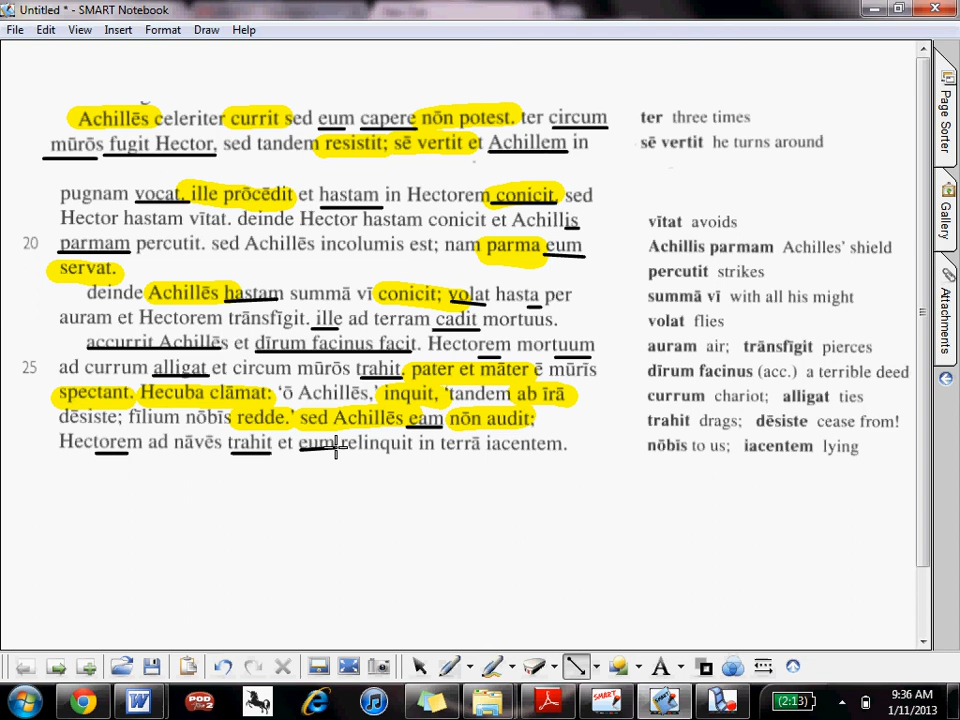 Untitled * - SMART Notebook
File Edit View Insert Format Draw Help
Achillēs celeriter currit sed eum capere nōn potest. ter circum
mūrōs fugit Hector, sed tandem resistit; sē vertit et Achillem in
pugnam vocat. ille prōcēdit et hastam in Hectorem conicit, sed
Hector hastam vītat. deinde Hector hastam conicit et Achillis
20 parmam percutit. sed Achillēs incolumis est; nam parma eum
servat.
deinde Achillēs hastam summā vī conicit; volat hasta per
auram et Hectorem trānsfīgit. ille ad terram cadit mortuus.
accurrit Achillēs et dīrum facinus facit. Hectorem mortuum
25 ad currum alligat et circum mūrōs trahit. pater et māter ē mūrīs
spectant. Hecuba clāmat: 'ō Achillēs,' inquit, 'tandem ab īrā
dēsiste; fīlium nōbīs redde.' sed Achillēs eam nōn audit;
Hectorem ad nāvēs trahit et eum relinquit in terrā iacentem.
ter three times
sē vertit he turns around
vītat avoids
Achillis parmam Achilles' shield
percutit strikes
summā vī with all his might
volat flies
auram air; trānsfīgit pierces
dīrum facinus (acc.) a terrible deed
currum chariot; alligat ties
trahit drags; dēsiste cease from!
nōbīs to us; iacentem lying
Page Sorter
Gallery
Attachments
A
W
POD
SMART
(2:13)
9:36 AM
1/11/2013